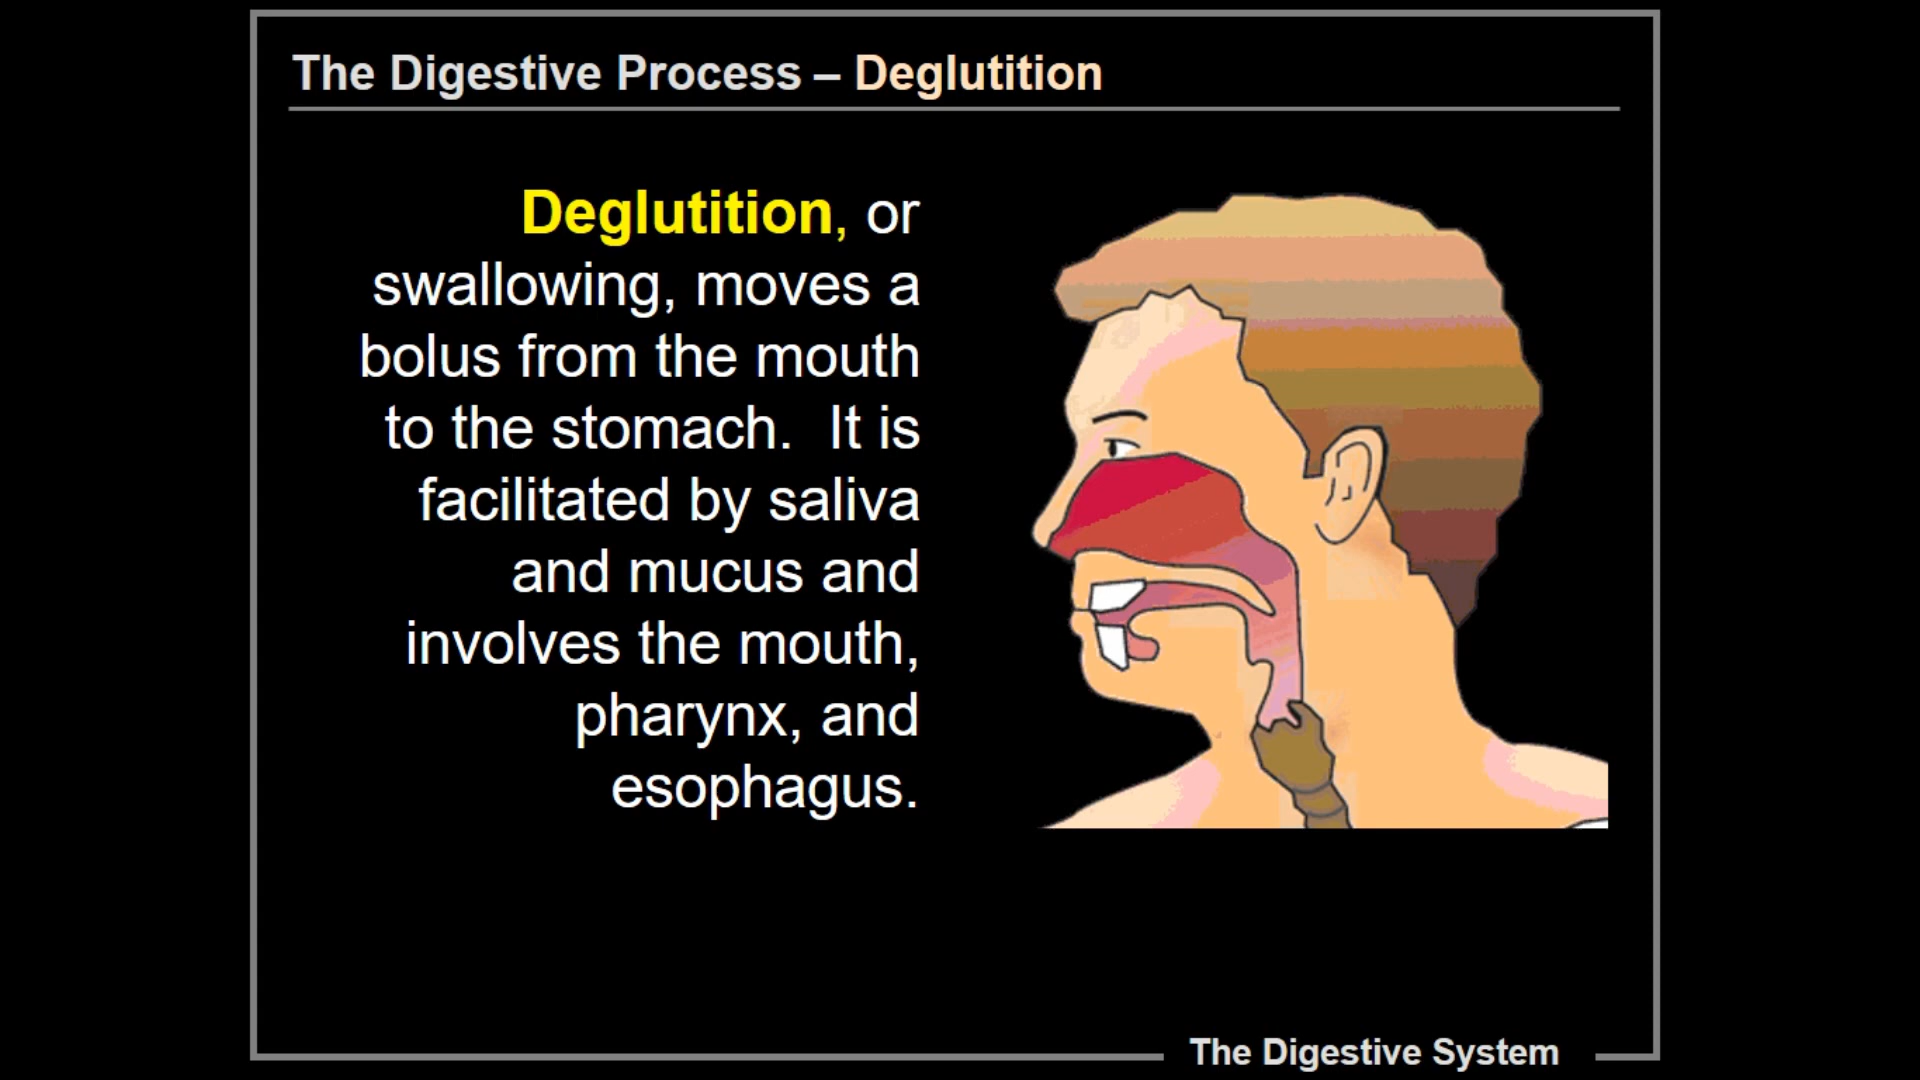 The Digestive Process – Deglutition
Deglutition, or
swallowing, moves a
bolus from the mouth
to the stomach.  It is
facilitated by saliva
and mucus and
involves the mouth,
pharynx, and
esophagus.
The Digestive System